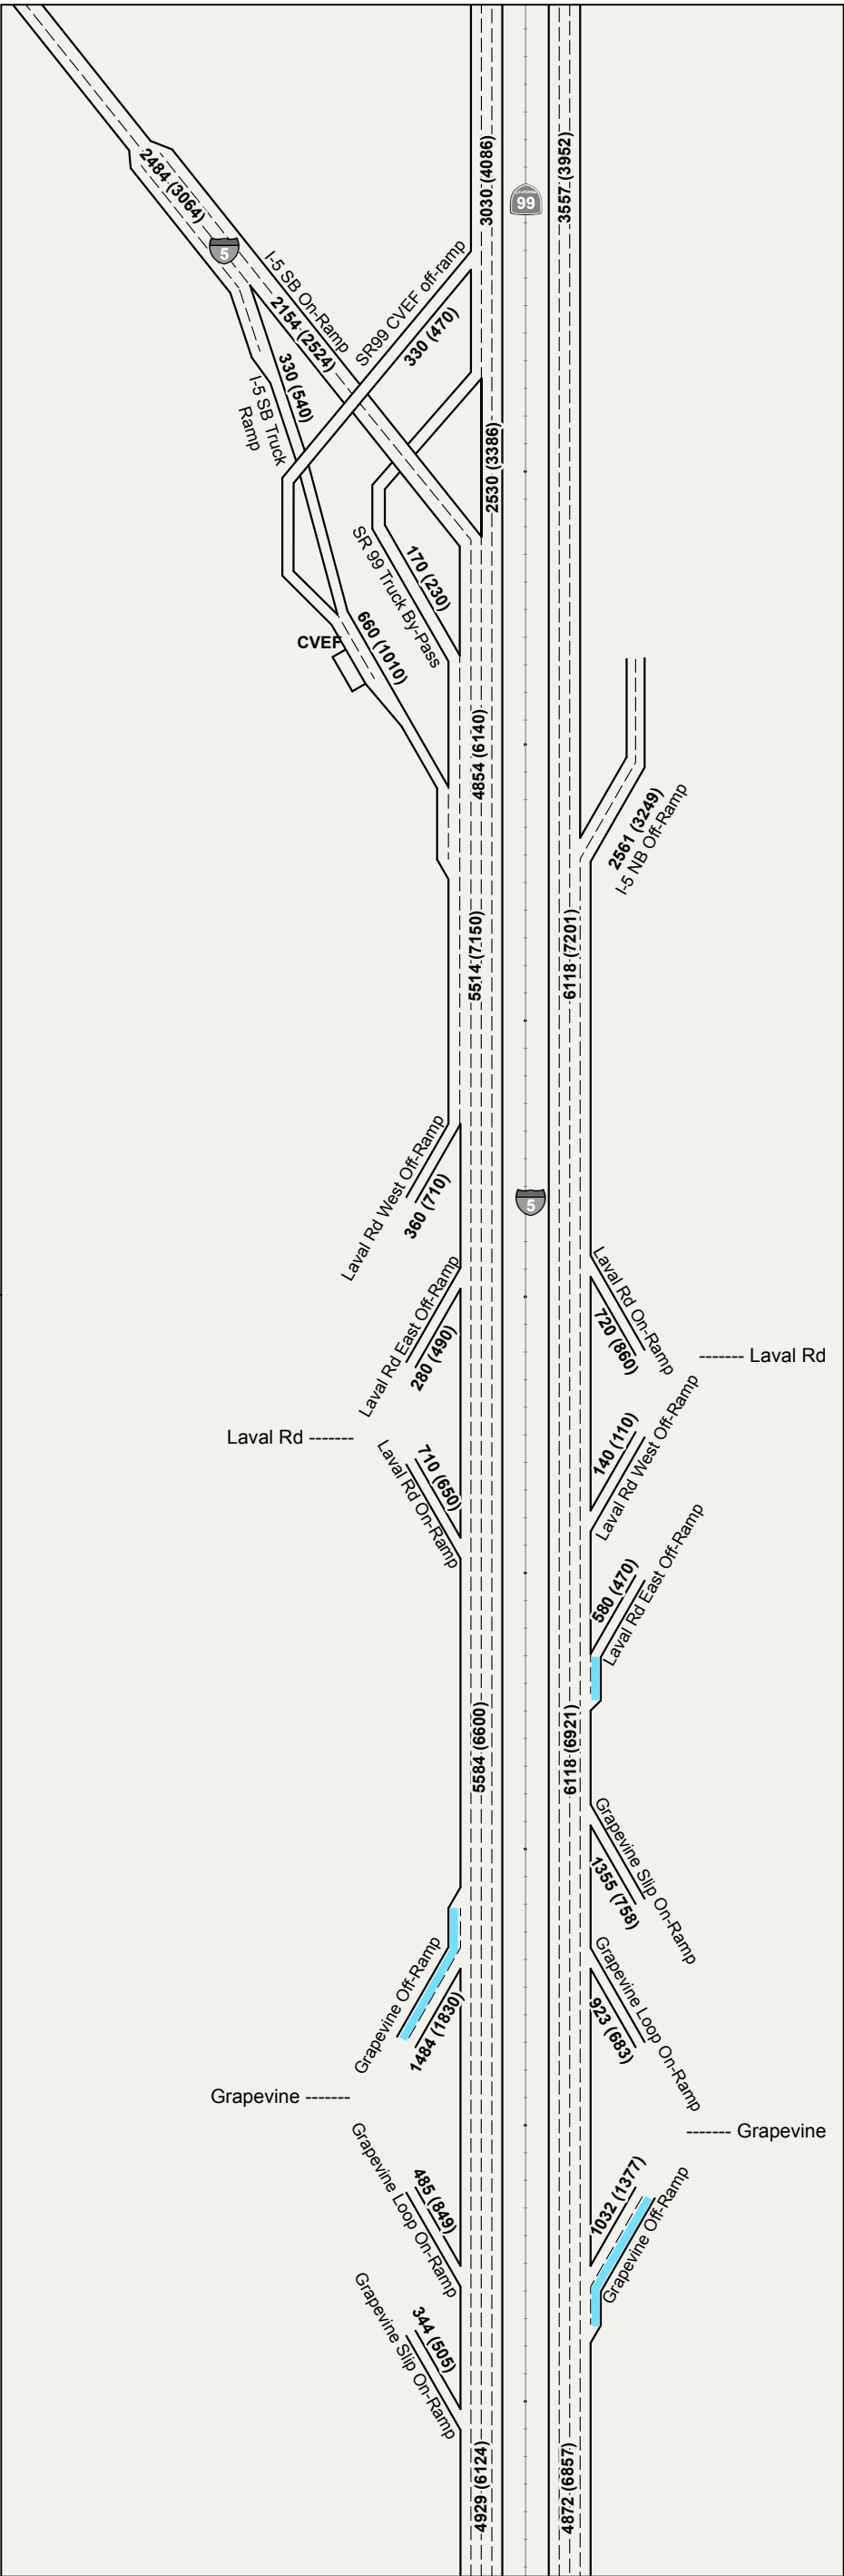 2484 (3064)
3030 (4086)
CALIFORNIA
99
3557 (3952)
5
I-5 SB On-Ramp
2154 (2524)
SR99 CVEF off-ramp
330 (470)
330 (540)
I-5 SB Truck
Ramp
2530 (3386)
170 (230)
SR 99 Truck By-Pass
CVEF
660 (1010)
4854 (6140)
2561 (3249)
I-5 NB Off-Ramp
5514 (7150)
6118 (7201)
Laval Rd West Off-Ramp
360 (710)
5
Laval Rd East Off-Ramp
280 (490)
Laval Rd On-Ramp
720 (860)
------- Laval Rd
Laval Rd -------
710 (650)
Laval Rd On-Ramp
140 (110)
Laval Rd West Off-Ramp
580 (470)
Laval Rd East Off-Ramp
5584 (6600)
6118 (6921)
Grapevine Slip On-Ramp
1355 (758)
Grapevine Off-Ramp
1484 (1830)
Grapevine Loop On-Ramp
923 (683)
Grapevine -------
------- Grapevine
485 (849)
Grapevine Loop On-Ramp
1032 (1377)
Grapevine Off-Ramp
344 (505)
Grapevine Slip On-Ramp
4929 (6124)
4872 (6857)